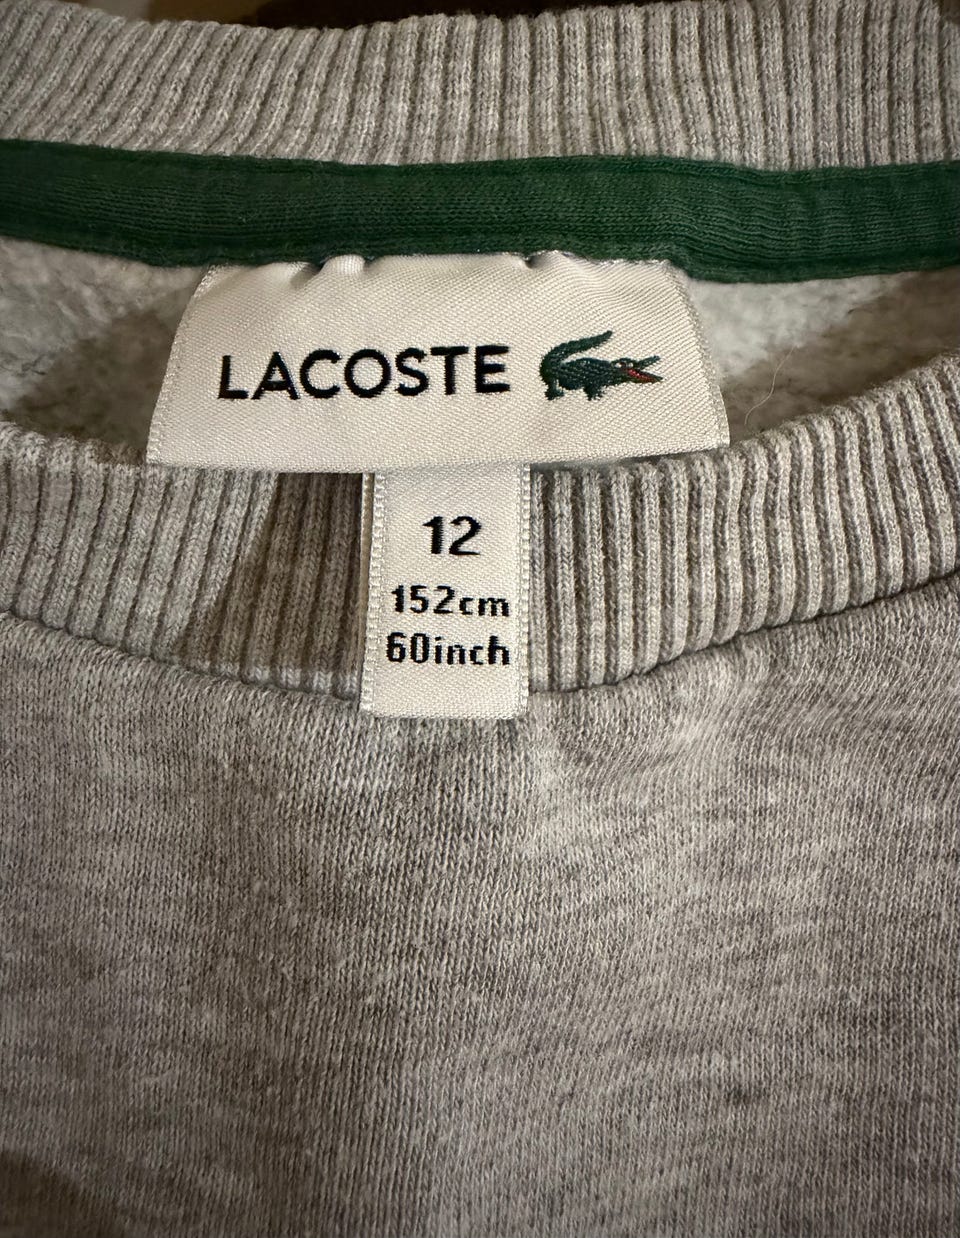 LACOSTE
12
152cm
60inch